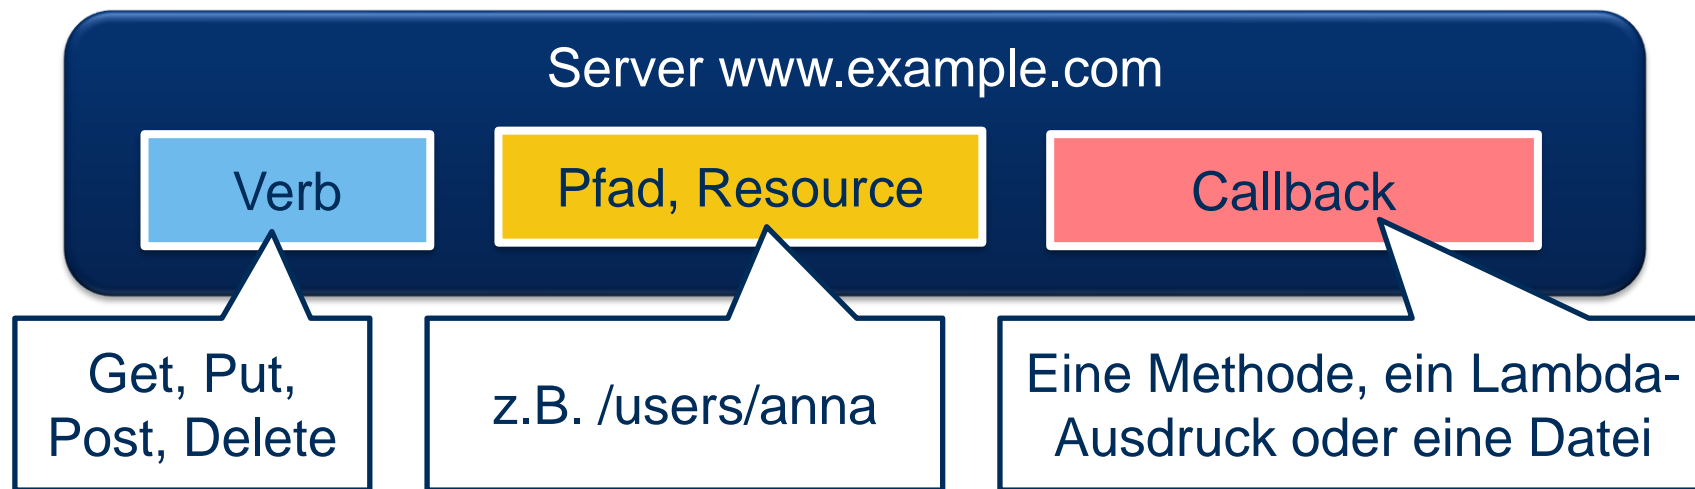 Server www.example.com
Verb
Pfad, Resource
Callback
Get, Put,
Post, Delete
z.B. /users/anna
Eine Methode, ein Lambda-
Ausdruck oder eine Datei